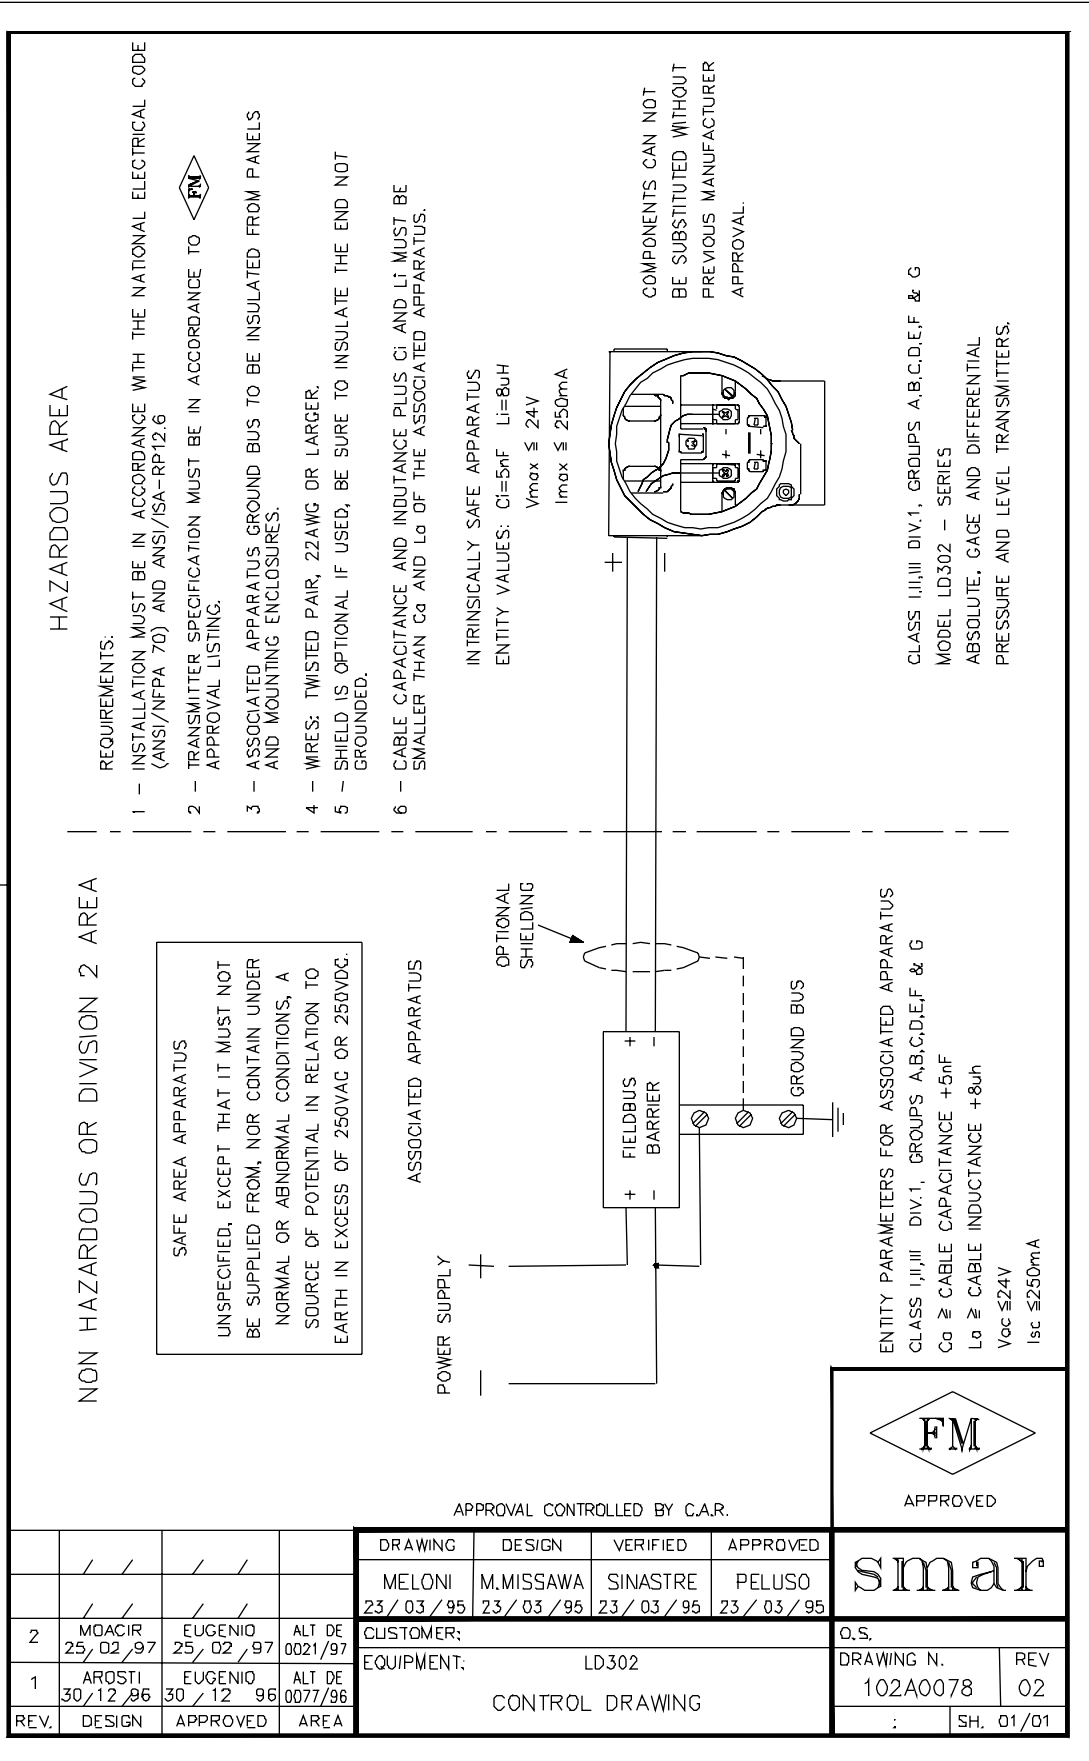 HAZARDOUS AREA
REQUIREMENTS:
1 - INSTALLATION MUST BE IN ACCORDANCE WITH THE NATIONAL ELECTRICAL CODE
(ANSI/NFPA 70) AND ANSI/ISA-RP12.6
2 - TRANSMITTER SPECIFICATION MUST BE IN ACCORDANCE TO FM
APPROVAL LISTING.
3 - ASSOCIATED APPARATUS GROUND BUS TO BE INSULATED FROM PANELS
AND MOUNTING ENCLOSURES.
4 - WIRES: TWISTED PAIR, 22AWG OR LARGER.
5 - SHIELD IS OPTIONAL IF USED, BE SURE TO INSULATE THE END NOT
GROUNDED.
6 - CABLE CAPACITANCE AND INDUTANCE PLUS Ci AND Li MUST BE
SMALLER THAN Ca AND La OF THE ASSOCIATED APPARATUS.
INTRINSICALLY SAFE APPARATUS
ENTITY VALUES: Ci=5nF Li=8uH
Vmax ≤ 24V
Imax ≤ 250mA
COMPONENTS CAN NOT
BE SUBSTITUTED WITHOUT
PREVIOUS MANUFACTURER
APPROVAL.
+
-
+ -
+ -
CLASS I,II,III DIV.1, GROUPS A,B,C,D,E,F & G
MODEL LD302 - SERIES
ABSOLUTE, GAGE AND DIFFERENTIAL
PRESSURE AND LEVEL TRANSMITTERS.
NON HAZARDOUS OR DIVISION 2 AREA
SAFE AREA APPARATUS
UNSPECIFIED, EXCEPT THAT IT MUST NOT
BE SUPPLIED FROM, NOR CONTAIN UNDER
NORMAL OR ABNORMAL CONDITIONS, A
SOURCE OF POTENTIAL IN RELATION TO
EARTH IN EXCESS OF 250VAC OR 250VDC.
ASSOCIATED APPARATUS
OPTIONAL
SHIELDING
POWER SUPPLY
- +
+ FIELDBUS +
- BARRIER -
GROUND BUS
ENTITY PARAMETERS FOR ASSOCIATED APPARATUS
CLASS I,II,III DIV.1, GROUPS A,B,C,D,E,F & G
Ca ≥ CABLE CAPACITANCE +5nF
La ≥ CABLE INDUCTANCE +8uh
Voc ≤24V
Isc ≤250mA
FM
APPROVED
APPROVAL CONTROLLED BY C.A.R.
DRAWING DESIGN VERIFIED APPROVED
MELONI M.MISSAWA SINASTRE PELUSO
23/03/95 23/03/95 23/03/95 23/03/95
smar
/ / / /
/ / / /
2 MOACIR EUGENIO ALT DE
25/02/97 25/02/97 0021/97
1 AROSTI EUGENIO ALT DE
30/12/96 30/12 96 0077/96
REV. DESIGN APPROVED AREA
CUSTOMER:
EQUIPMENT: LD302
CONTROL DRAWING
O.S.
DRAWING N. REV
102A0078 02
: SH. 01/01